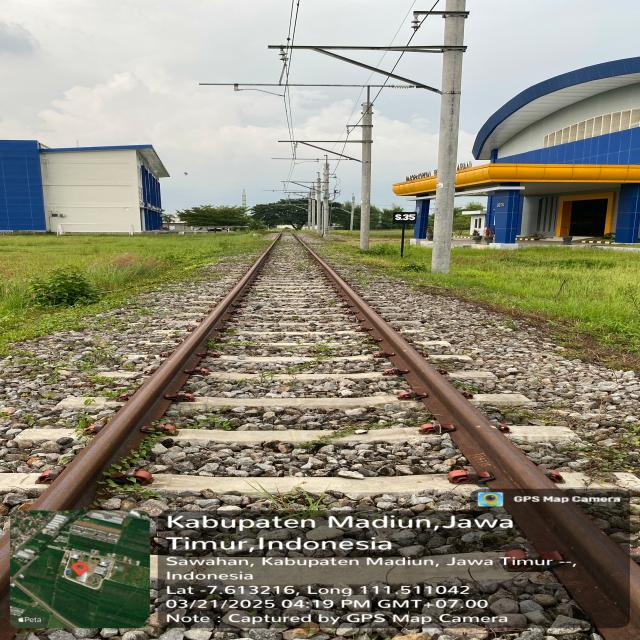 S.35
GPS Map Camera
Kabupaten Madiun,Jawa
Timur,Indonesia
Sawahan, Kabupaten Madiun, Jawa Timur --,
Indonesia
Lat -7.613216, Long 111.511042
03/21/2025 04:19 PM GMT+07:00
Note : Captured by GPS Map Camera
Peta